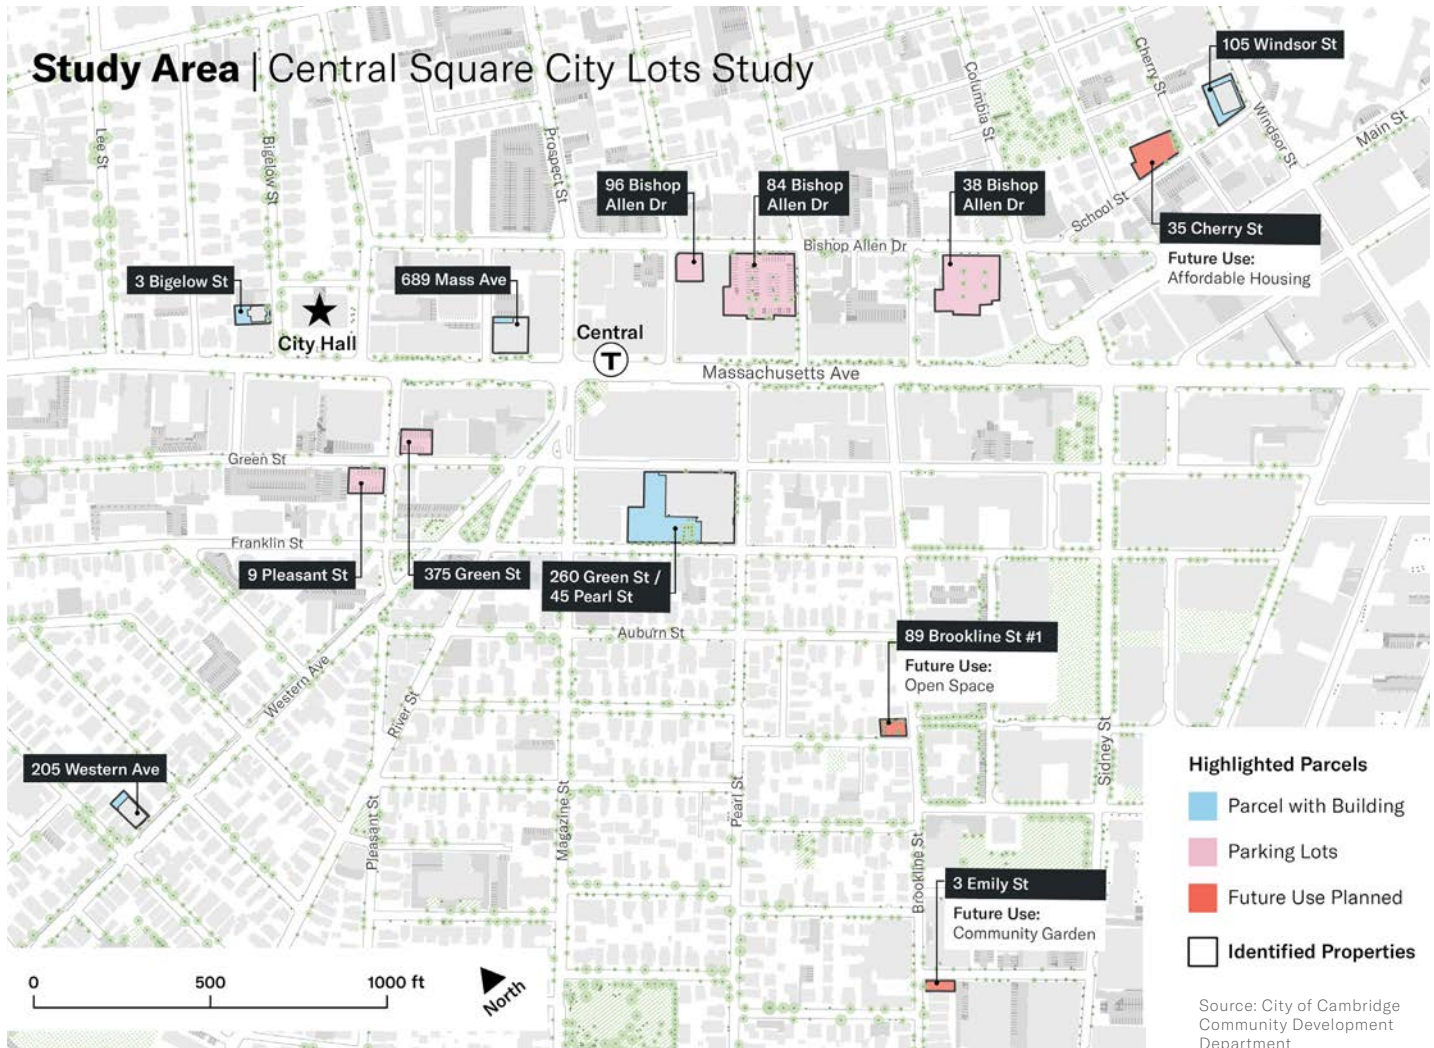 Study Area | Central Square City Lots Study
105 Windsor St
Cherry St
Columbia St
Windsor St
Main St
Lee St
Bigelow St
Prospect St
96 Bishop
Allen Dr
84 Bishop
Allen Dr
38 Bishop
Allen Dr
School St
35 Cherry St
Future Use:
Affordable Housing
Bishop Allen Dr
3 Bigelow St
689 Mass Ave
City Hall
Central
T
Massachusetts Ave
Green St
Franklin St
9 Pleasant St
375 Green St
260 Green St /
45 Pearl St
Auburn St
89 Brookline St #1
Future Use:
Open Space
Western Ave
River St
205 Western Ave
Pleasant St
Magazine St
Pearl St
Sidney St
Brookline St
3 Emily St
Future Use:
Community Garden
Highlighted Parcels
Parcel with Building
Parking Lots
Future Use Planned
Identified Properties
0 500 1000 ft
North
Source: City of Cambridge
Community Development
Department